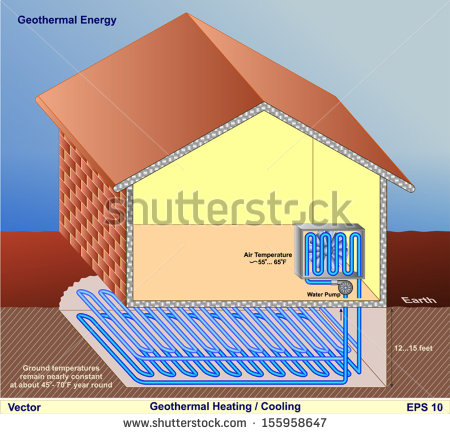 Geothermal Energy
shutterstock
Air Temperature
~55°... 65°F
Water Pump
Earth
12...15 feet
Ground temperatures
remain nearly constant
at about 45°- 70°F year round
Vector
Geothermal Heating / Cooling
EPS 10
www.shutterstock.com · 155958647